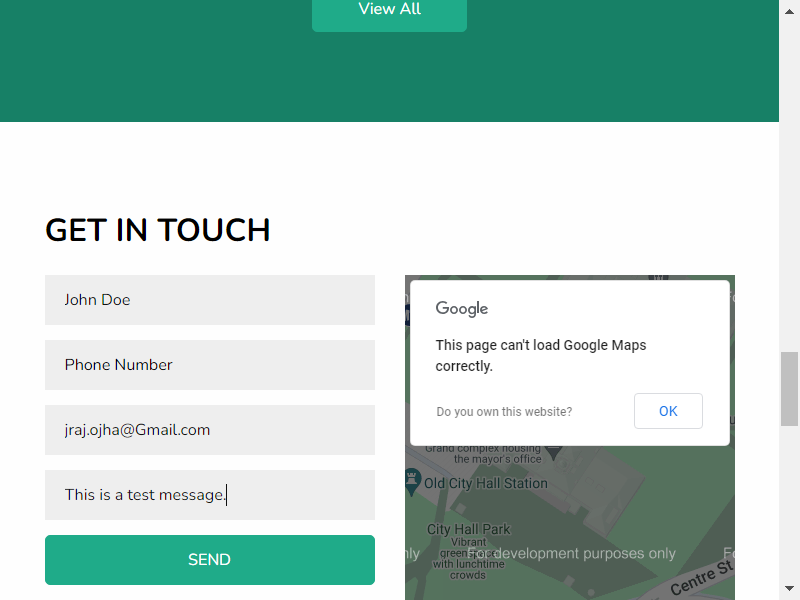 View All
GET IN TOUCH
John Doe
Phone Number
jraj.ojha@Gmail.com
This is a test message.
SEND
Google
This page can't load Google Maps
correctly.
Do you own this website?
OK
Grand complex housing
the mayor's office.
Old City Hall Station
City Hall Park
Vibrant
green
with lunchtime
crowds
For development purposes only
Centre St